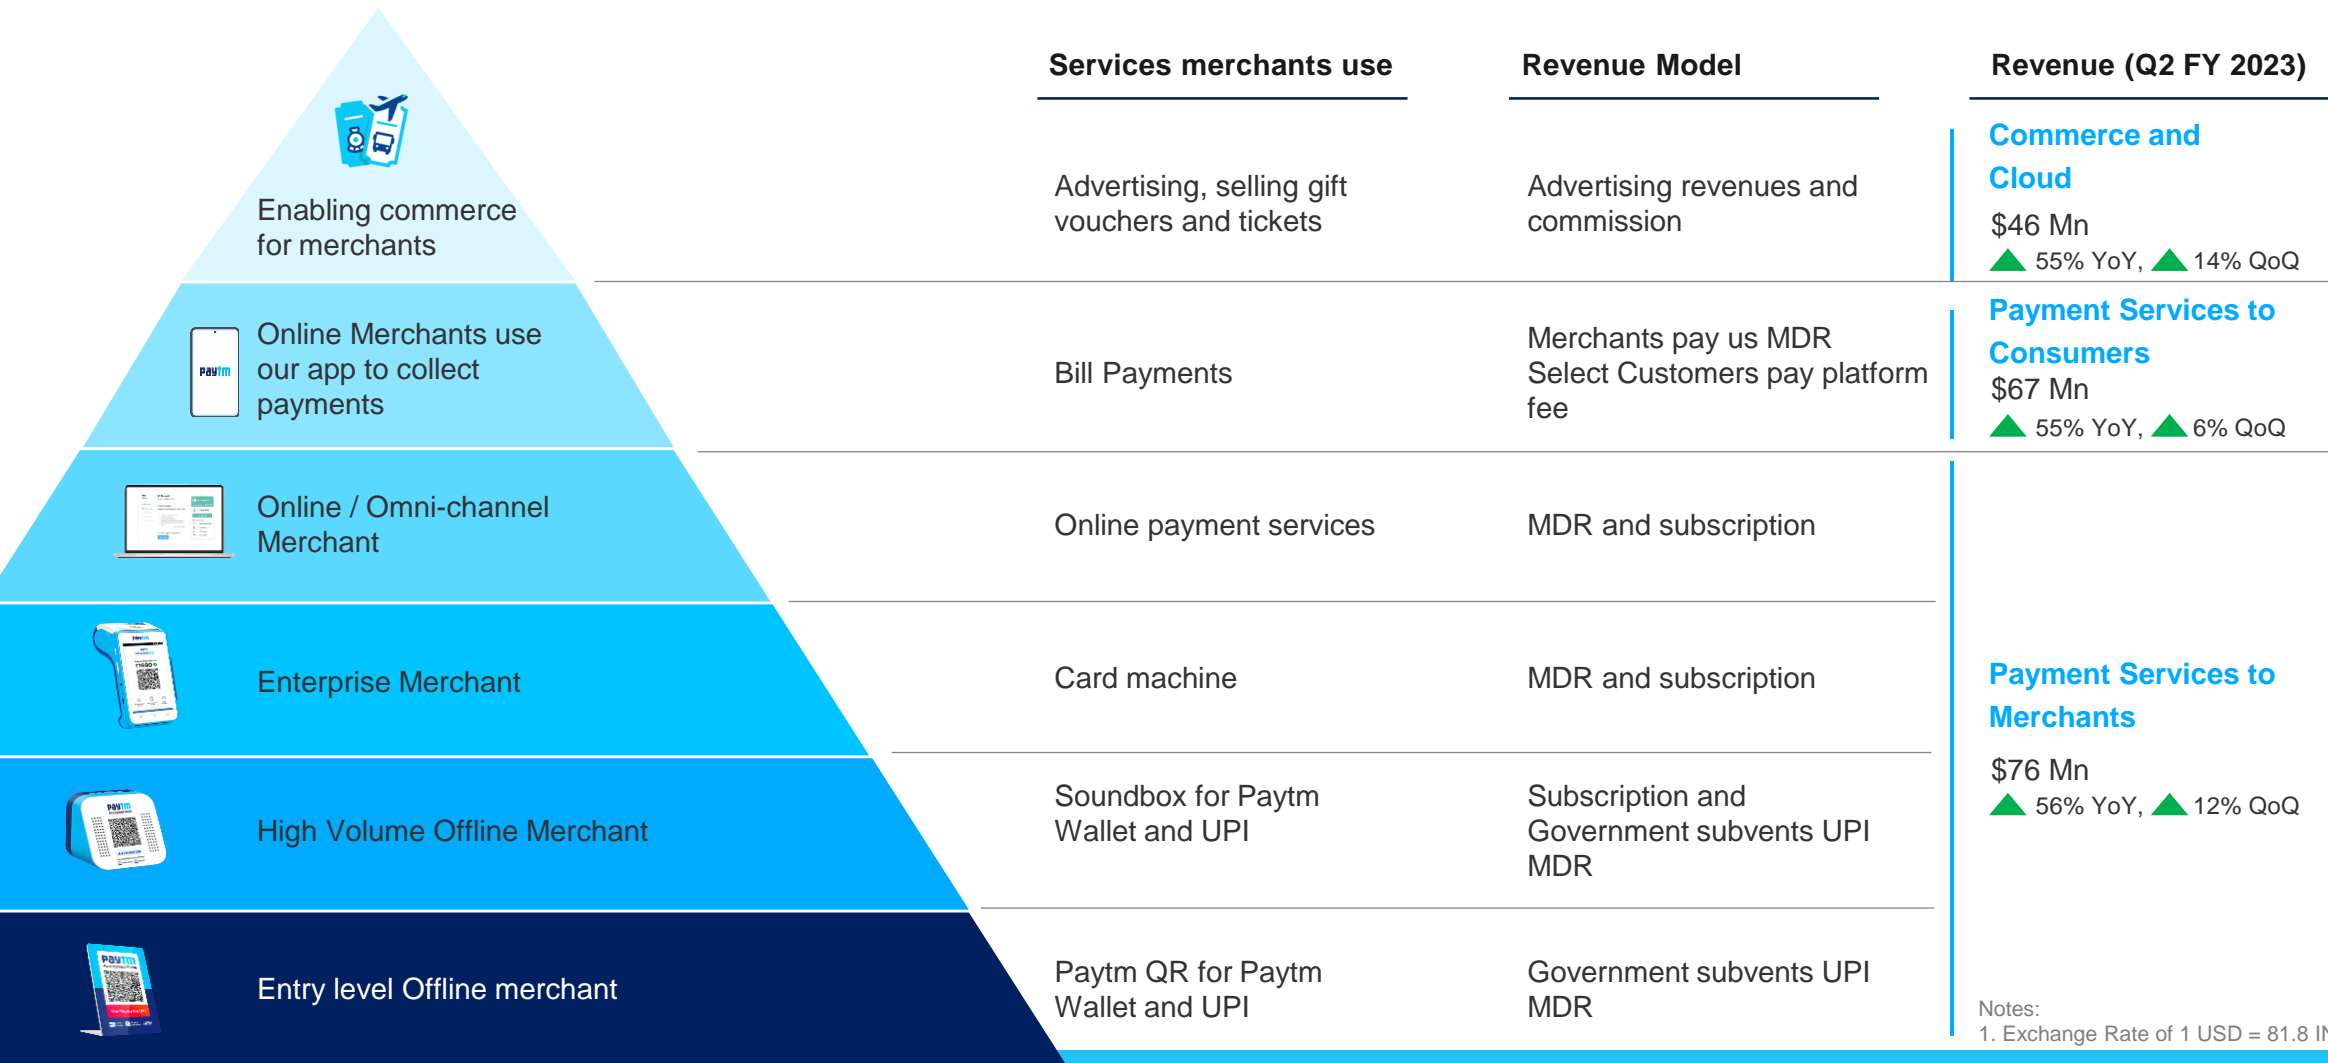 Services merchants use
Revenue Model
Revenue (Q2 FY 2023)
Enabling commerce
for merchants
Advertising, selling gift
vouchers and tickets
Advertising revenues and
commission
Commerce and
Cloud
$46 Mn
55% YoY, 14% QoQ
paytm
Online Merchants use
our app to collect
payments
Bill Payments
Merchants pay us MDR
Select Customers pay platform
fee
Payment Services to
Consumers
$67 Mn
55% YoY, 6% QoQ
Online / Omni-channel
Merchant
Online payment services
MDR and subscription
Enterprise Merchant
Card machine
MDR and subscription
Payment Services to
Merchants
$76 Mn
56% YoY, 12% QoQ
paytm
High Volume Offline Merchant
Soundbox for Paytm
Wallet and UPI
Subscription and
Government subvents UPI
MDR
paytm
Entry level Offline merchant
Paytm QR for Paytm
Wallet and UPI
Government subvents UPI
MDR
Notes:
1. Exchange Rate of 1 USD = 81.8